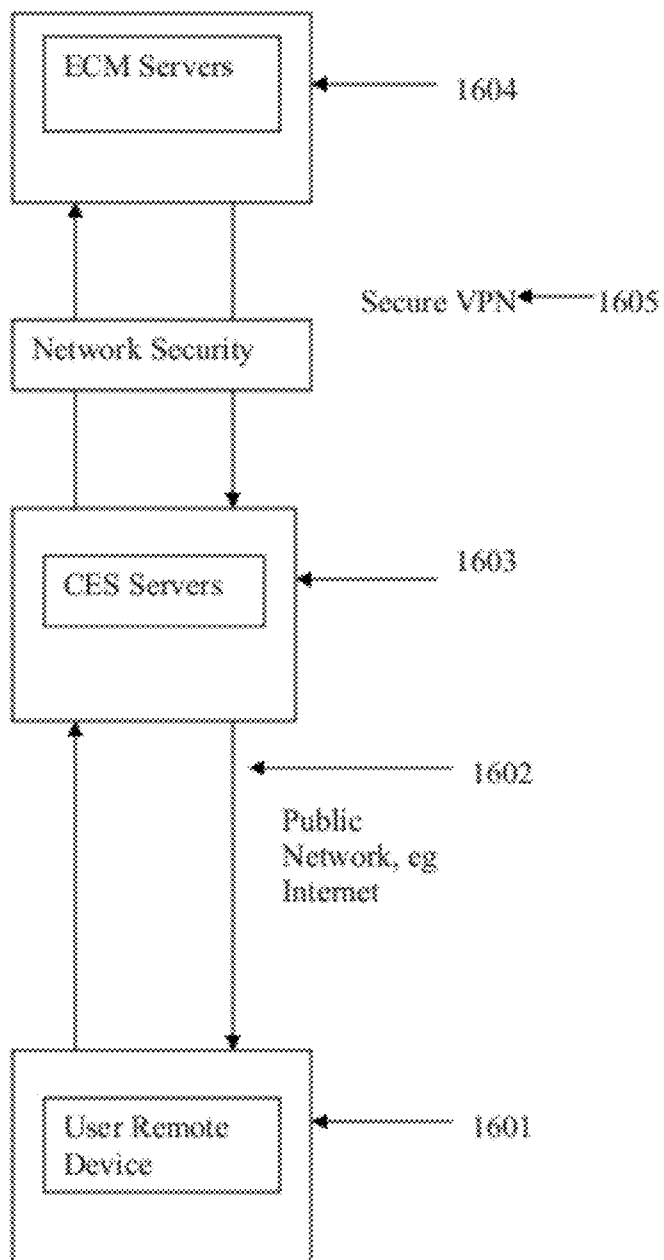 ECM Servers
1604
Secure VPN 1605
Network Security
CES Servers
1603
1602
Public
Network, eg
Internet
User Remote
Device
1601